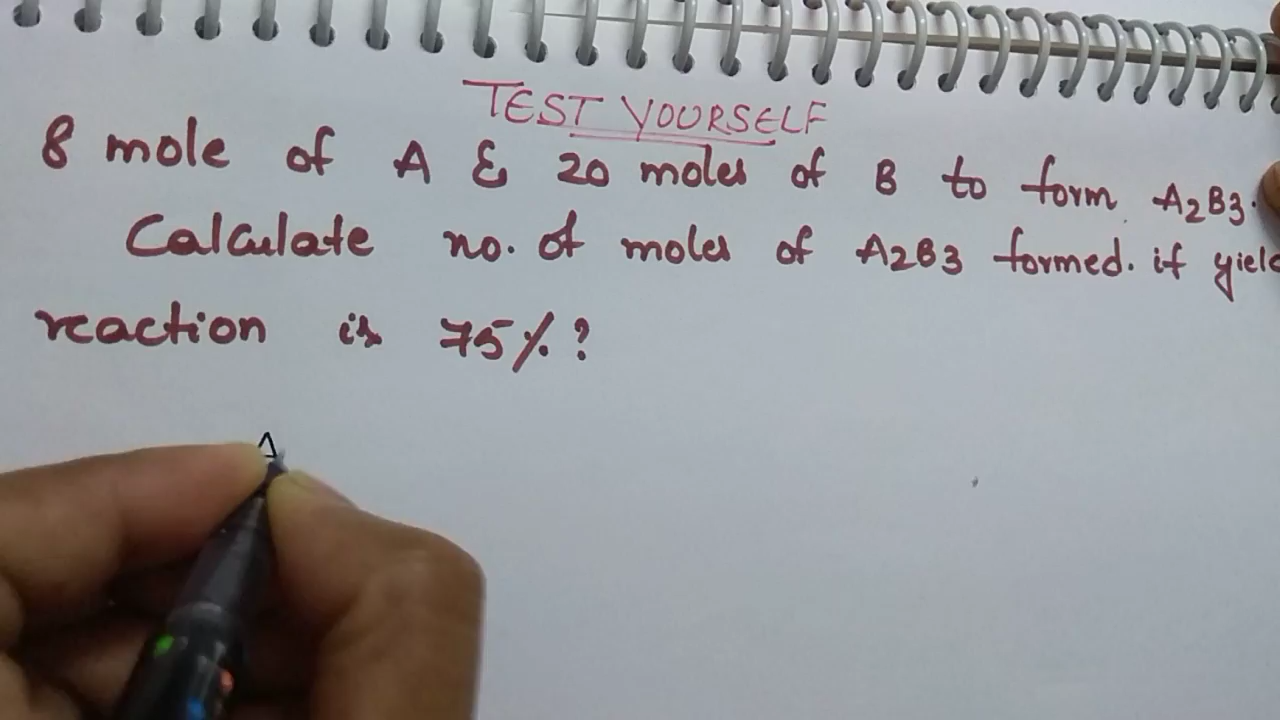 TEST YOURSELF
8 mole of A & 20 moles of B to form A2B3.
Calculate no. of moles of A2B3 formed. if yield
reaction is 75%?
A